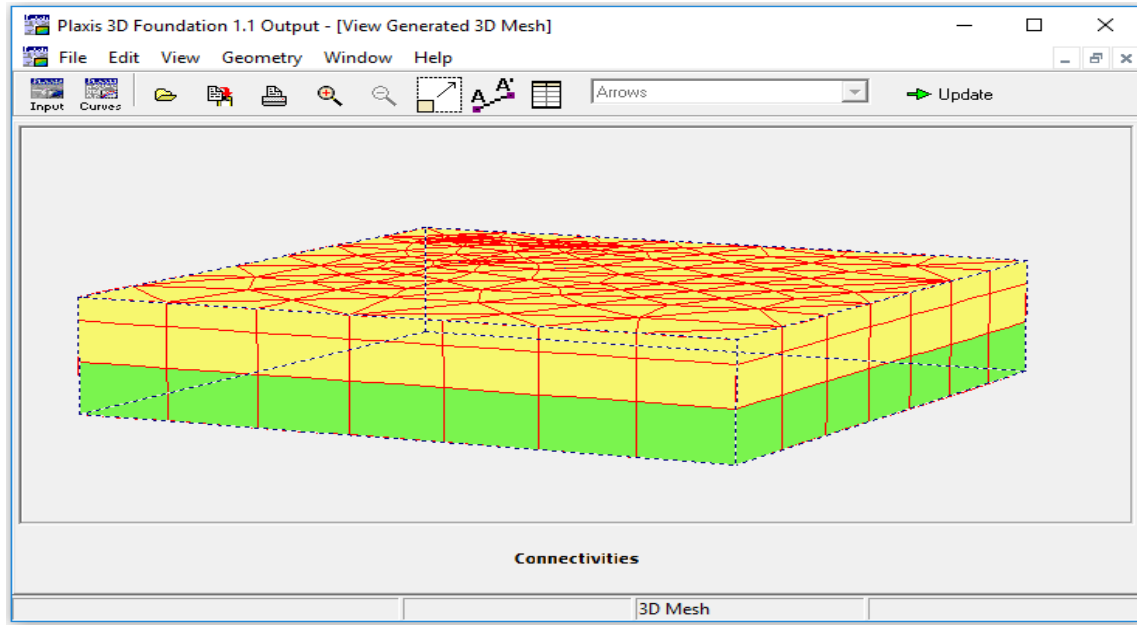 Plaxis 3D Foundation 1.1 Output - [View Generated 3D Mesh]
File Edit View Geometry Window Help
Input Curves A A Arrows Update
Connectivities
3D Mesh